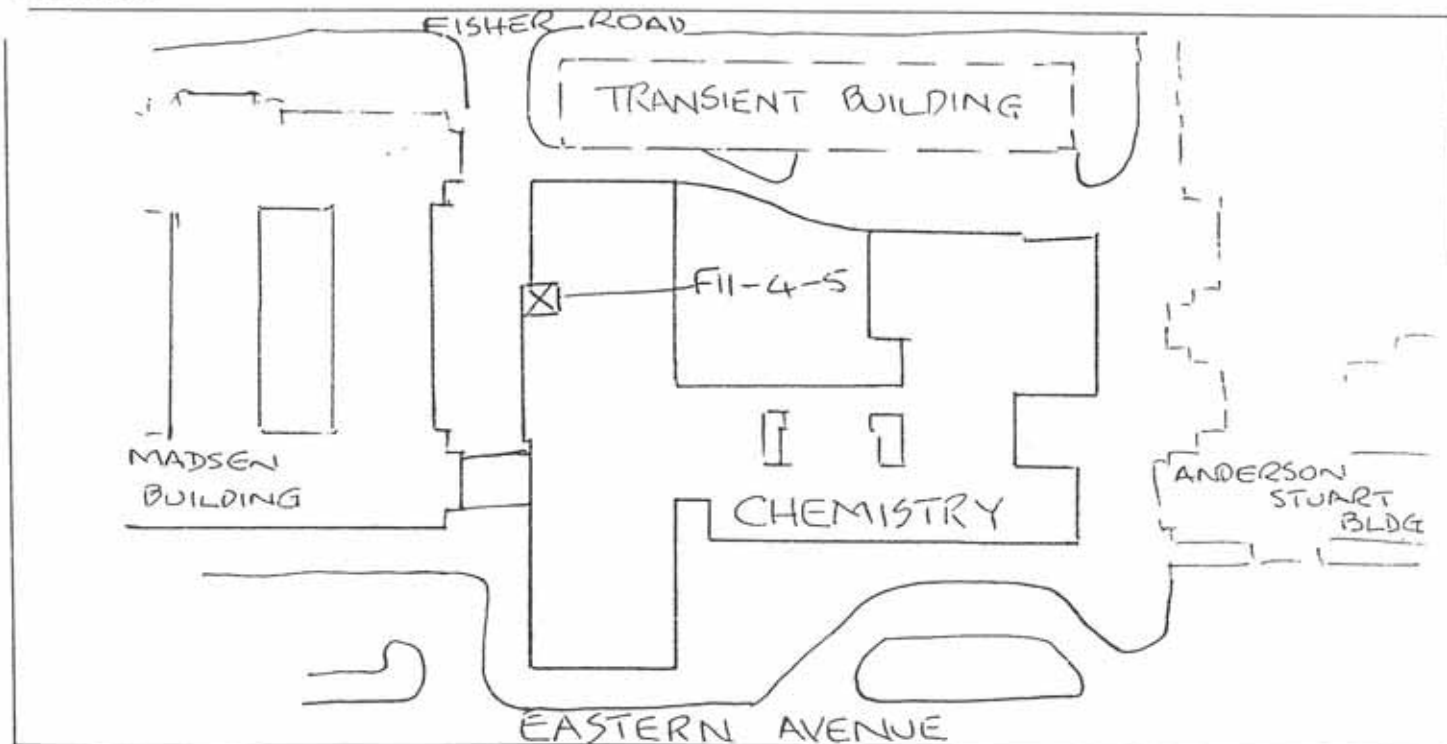 FISHER ROAD
TRANSIENT BUILDING
F11-4-5
MADSEN
BUILDING
CHEMISTRY
ANDERSON
STUART
BLDG
EASTERN AVENUE